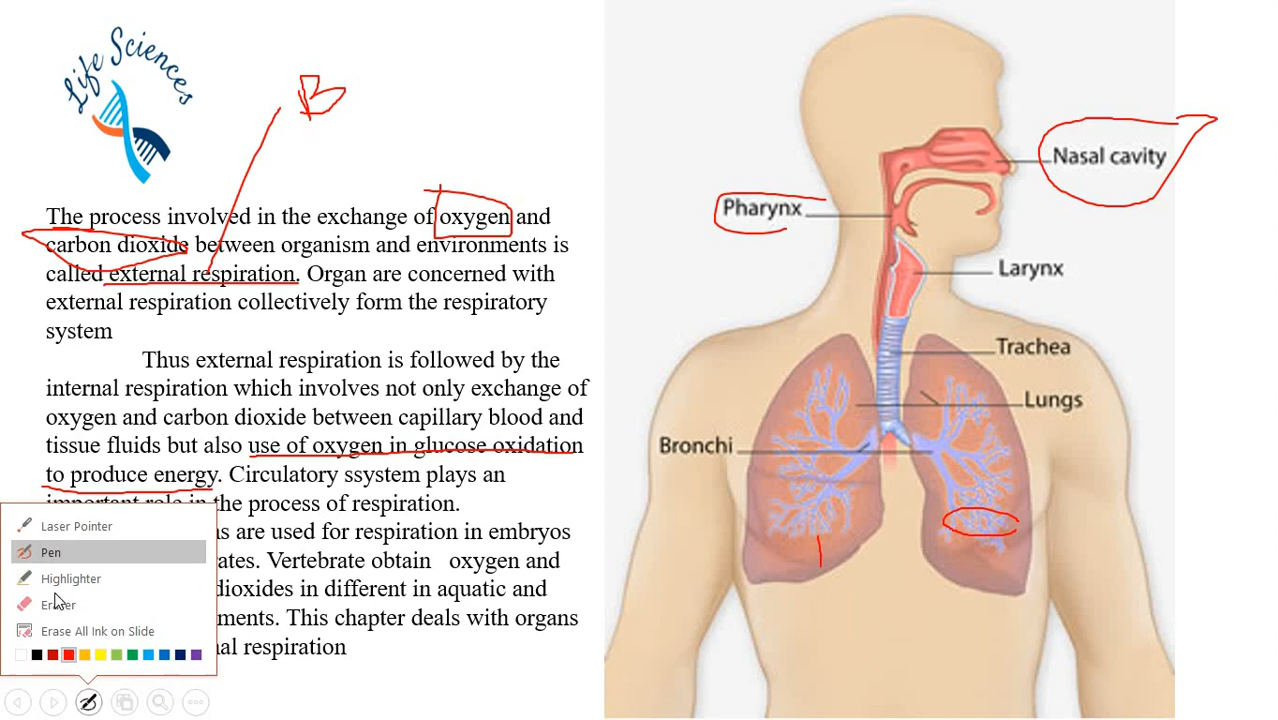 Life Sciences
B
The process involved in the exchange of oxygen and
carbon dioxide between organism and environments is
called external respiration. Organ are concerned with
external respiration collectively form the respiratory
system
Thus external respiration is followed by the
internal respiration which involves not only exchange of
oxygen and carbon dioxide between capillary blood and
tissue fluids but also use of oxygen in glucose oxidation
to produce energy. Circulatory ssystem plays an
important role in the process of respiration.
are used for respiration in embryos
Vertebrate obtain oxygen and
dioxides in different in aquatic and
This chapter deals with organs
respiration
Laser Pointer
Pen
Highlighter
Eraser
Erase All Ink on Slide
Nasal cavity
Pharynx
Larynx
Trachea
Lungs
Bronchi